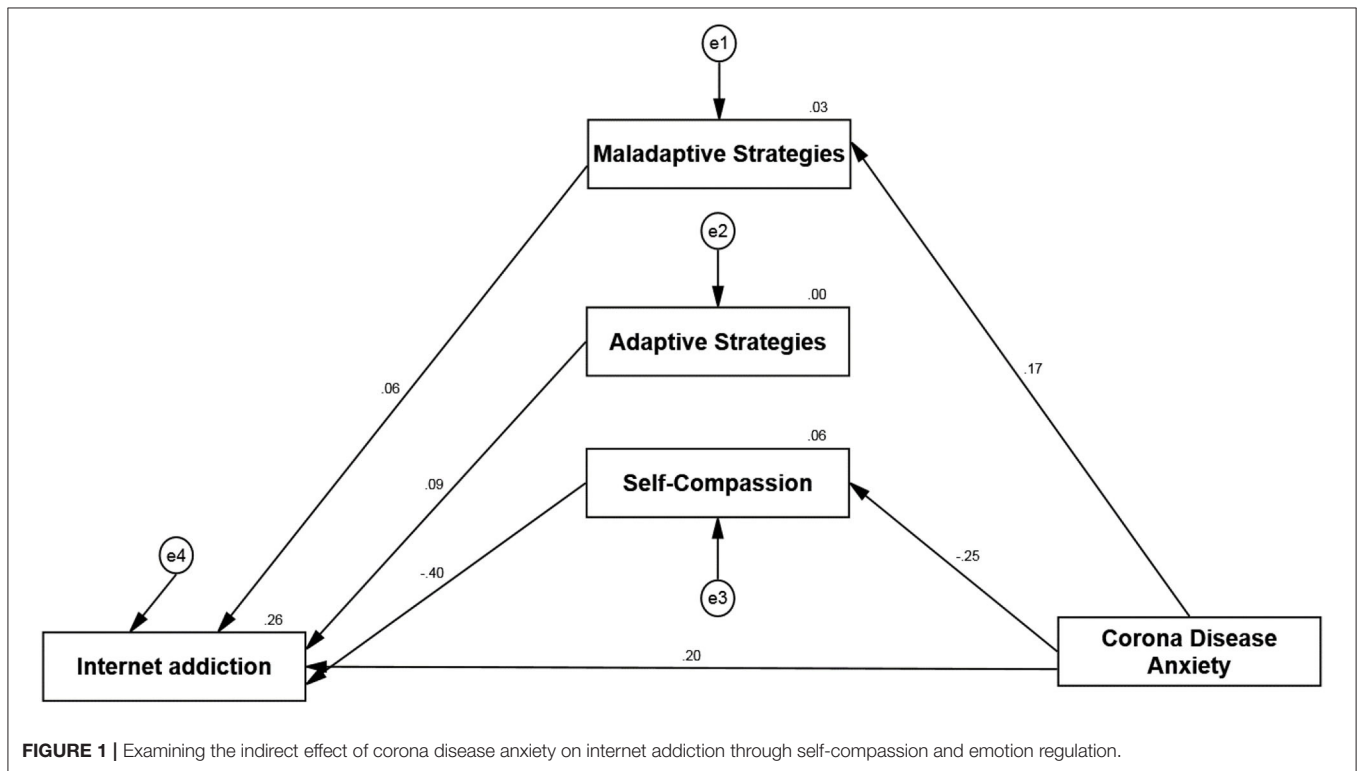 e1
.03
Maladaptive Strategies
e2
.00
Adaptive Strategies
.17
.06
.06
Self-Compassion
.09
e4
-.40
-.25
e3
.26
Internet addiction
.20
Corona Disease
Anxiety
FIGURE 1 | Examining the indirect effect of corona disease anxiety on internet addiction through self-compassion and emotion regulation.